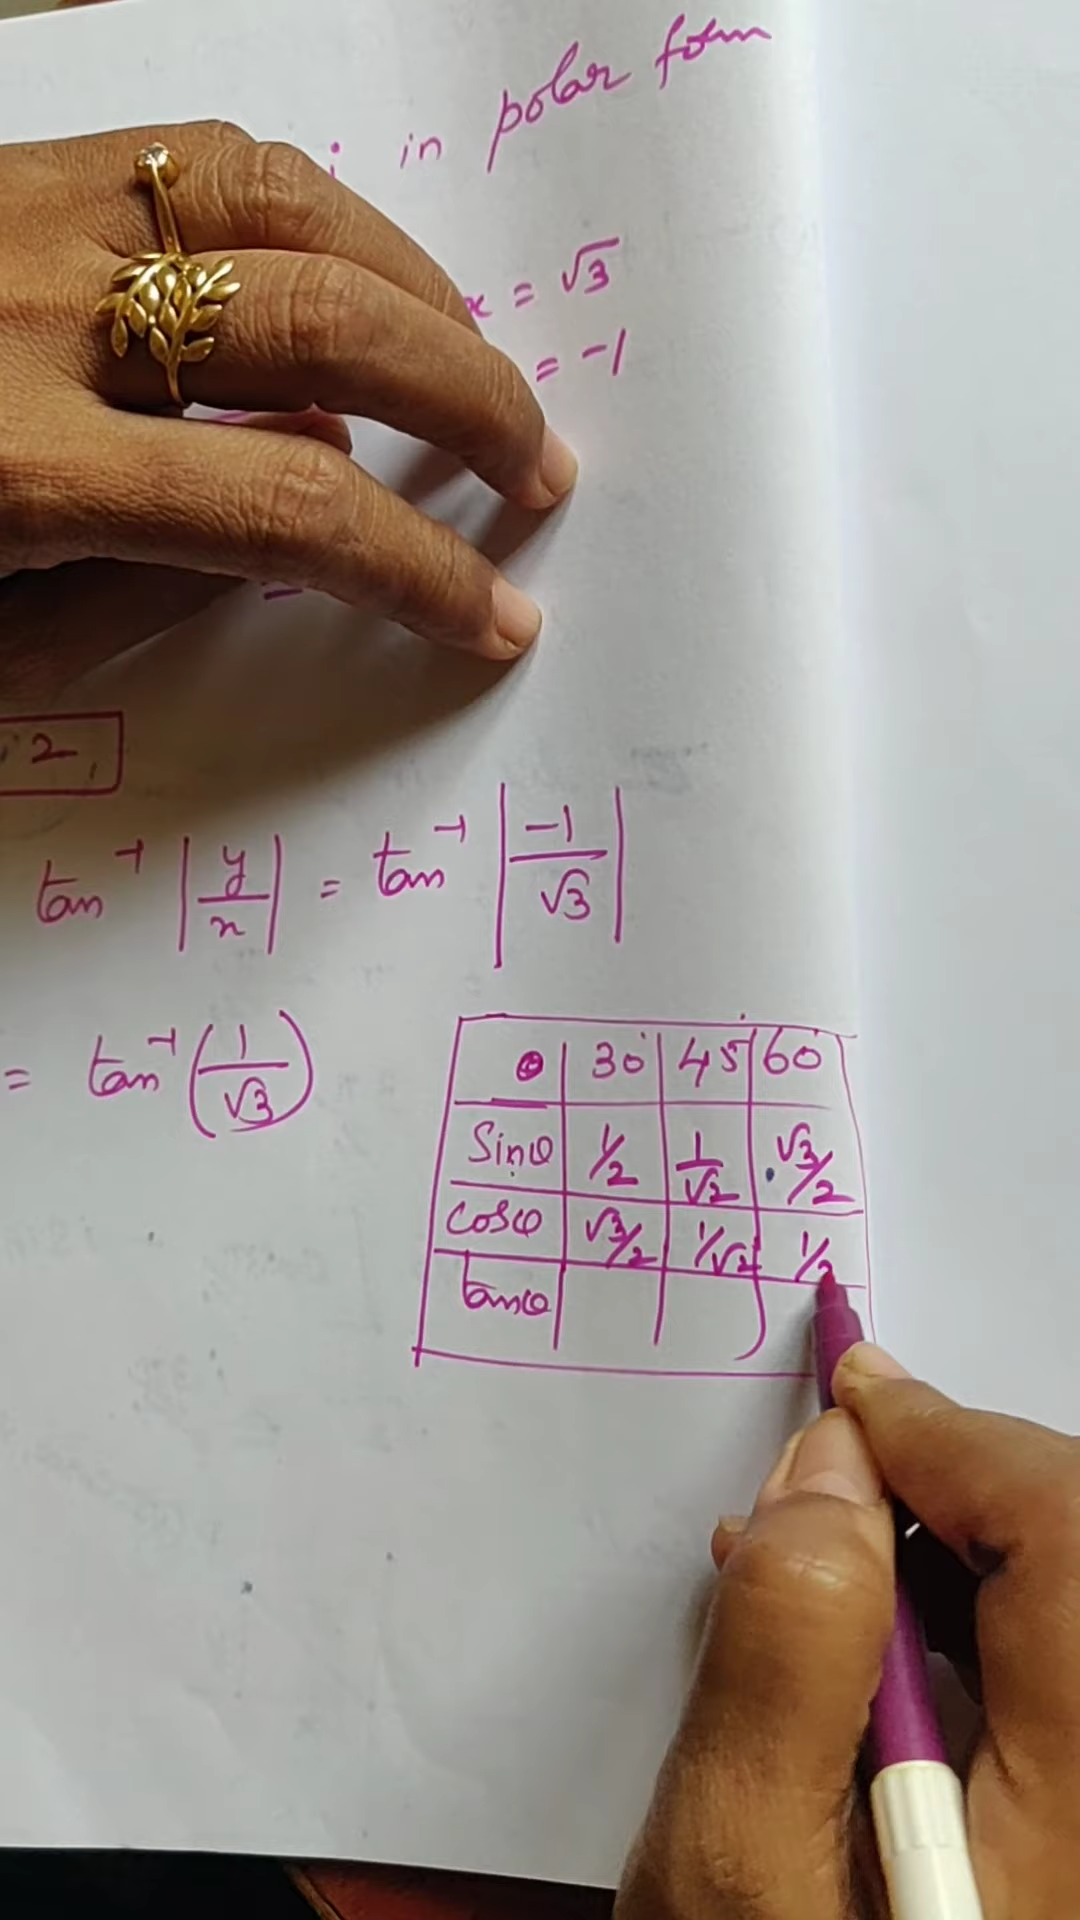 i in polar form
x = √3
= -1
2,
tan⁻¹ |y/x| = tan⁻¹ |-1/√3|
= tan⁻¹ (1/√3)
θ 30° 45° 60°
Sinθ 1/2 1/√2 √3/2
cosθ √3/2 1/√2 1/2
tanθ